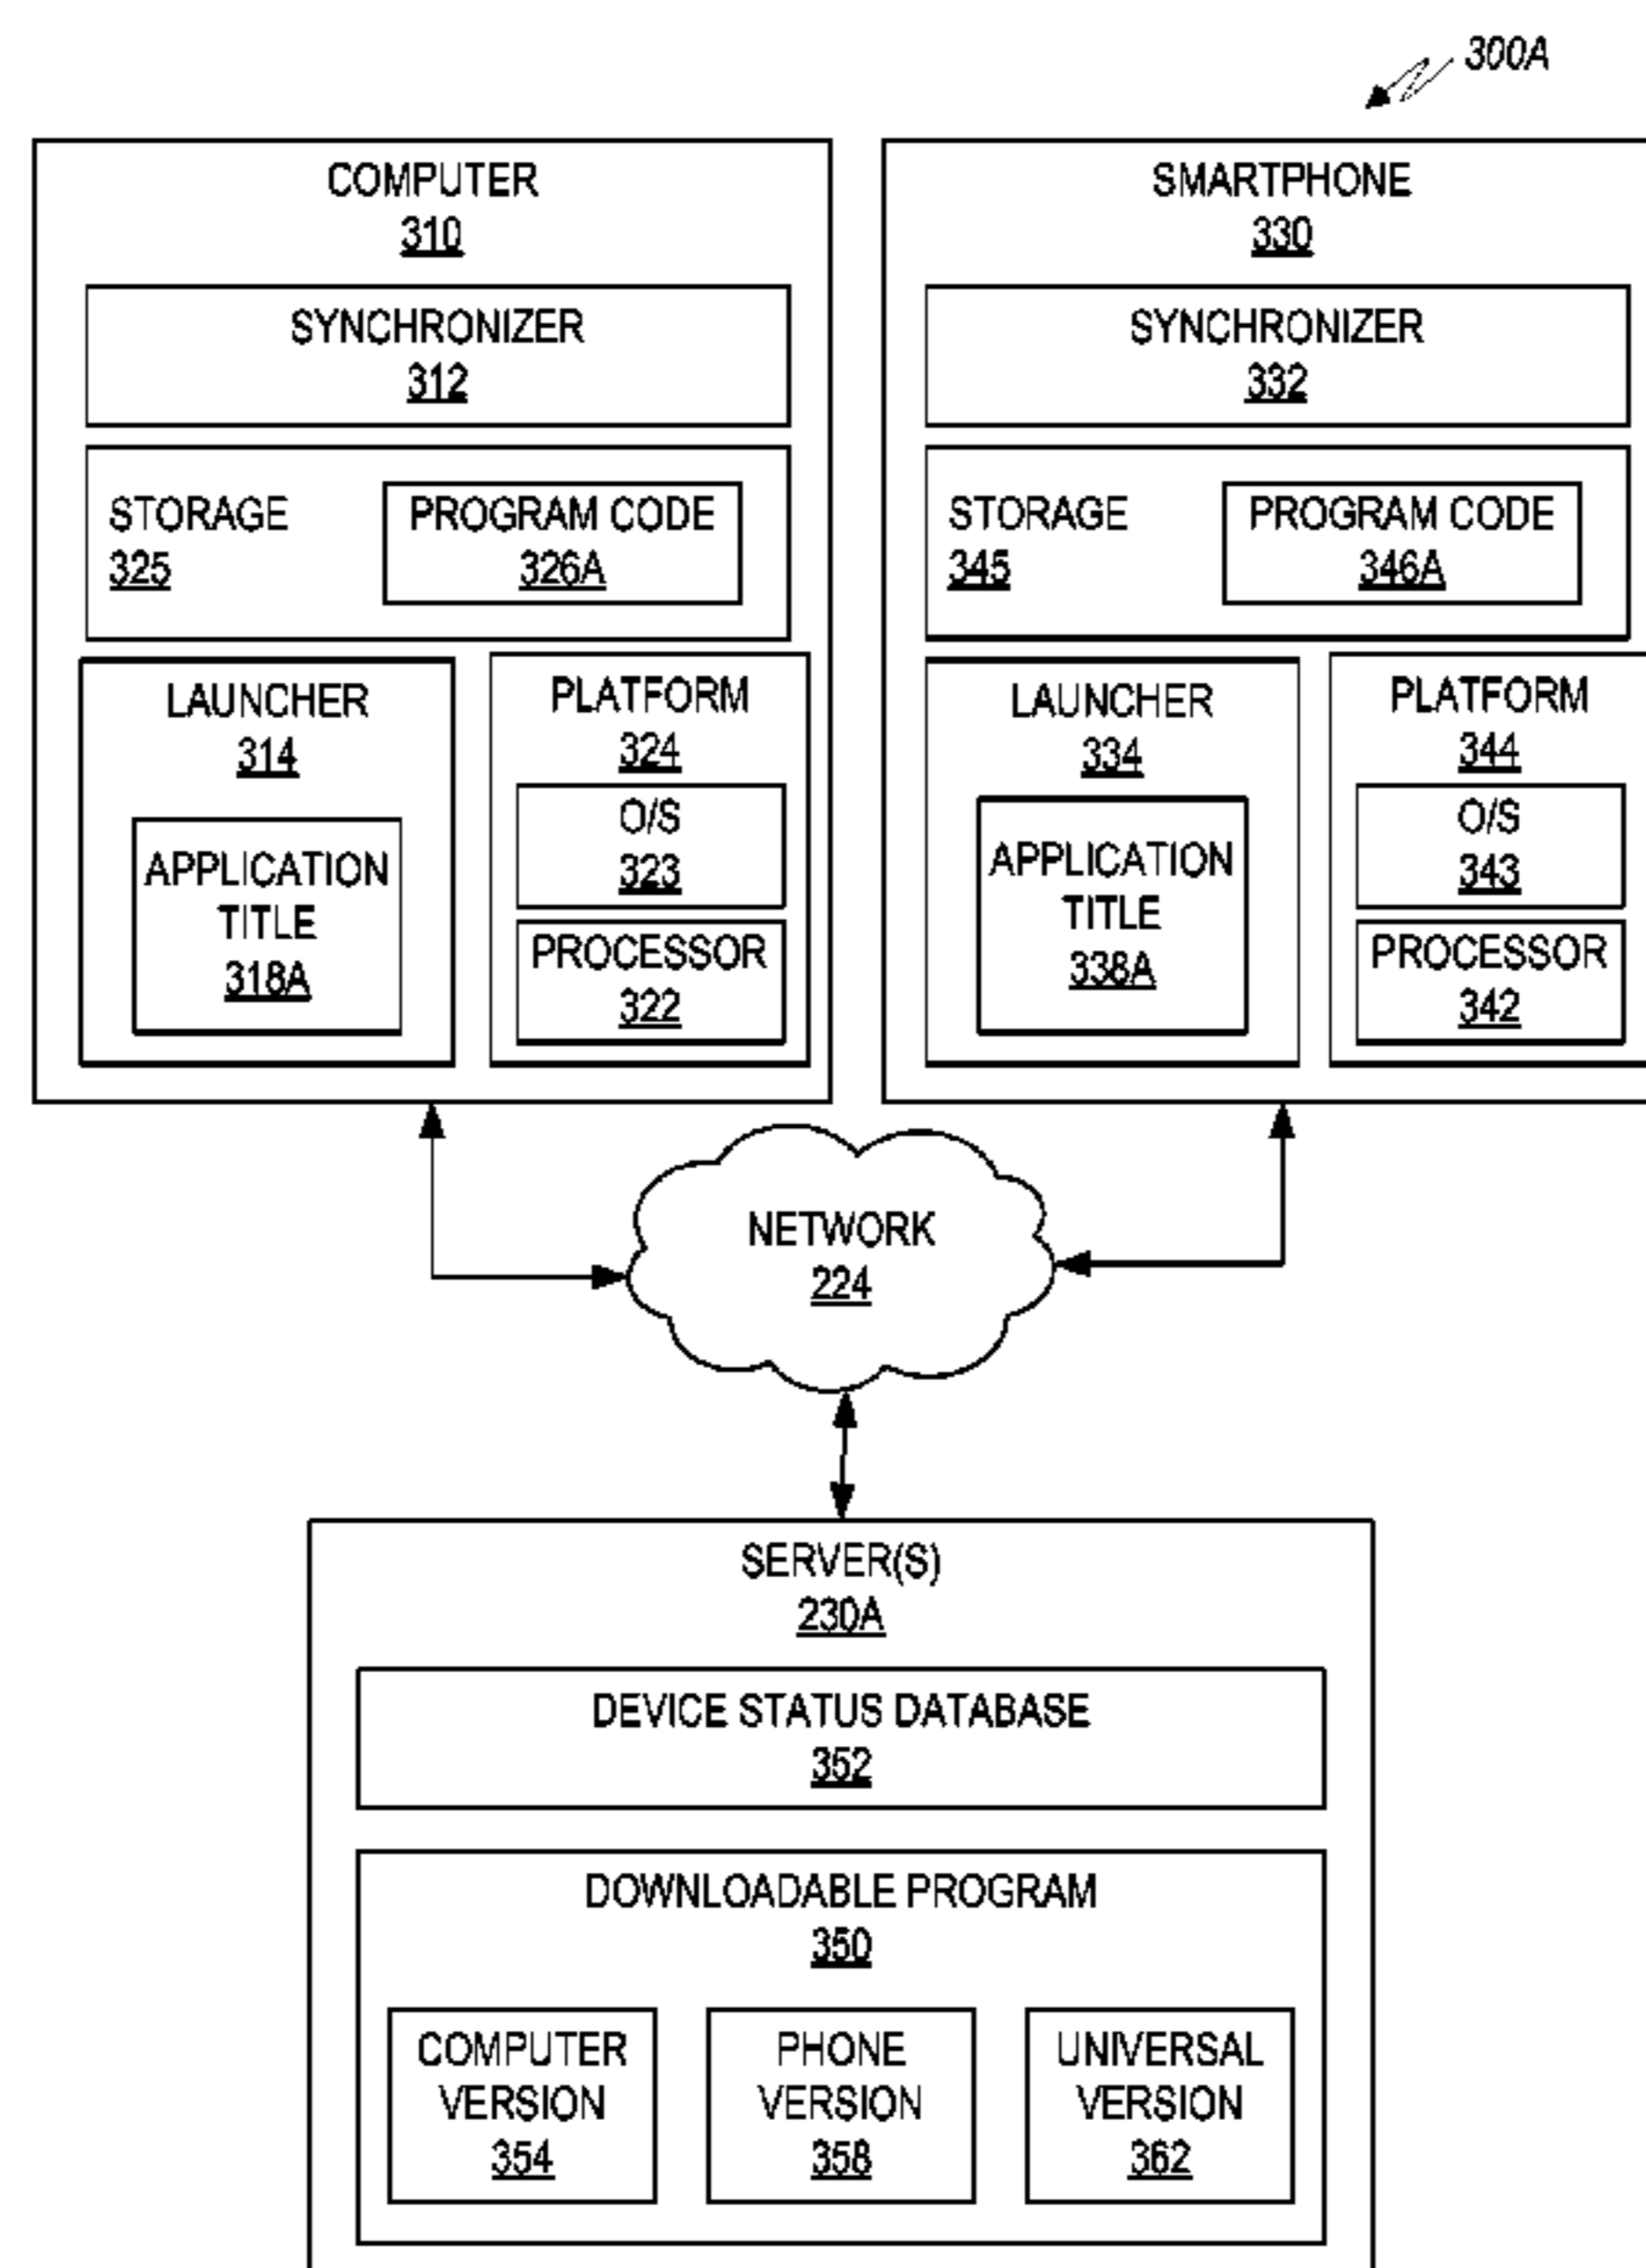 300A
COMPUTER
310
SYNCHRONIZER
312
STORAGE
325
PROGRAM CODE
326A
LAUNCHER
314
APPLICATION
TITLE
318A
PLATFORM
324
O/S
323
PROCESSOR
322
SMARTPHONE
330
SYNCHRONIZER
332
STORAGE
345
PROGRAM CODE
346A
LAUNCHER
334
APPLICATION
TITLE
338A
PLATFORM
344
O/S
343
PROCESSOR
342
NETWORK
224
SERVER(S)
230A
DEVICE STATUS DATABASE
352
DOWNLOADABLE PROGRAM
350
COMPUTER
VERSION
354
PHONE
VERSION
358
UNIVERSAL
VERSION
362